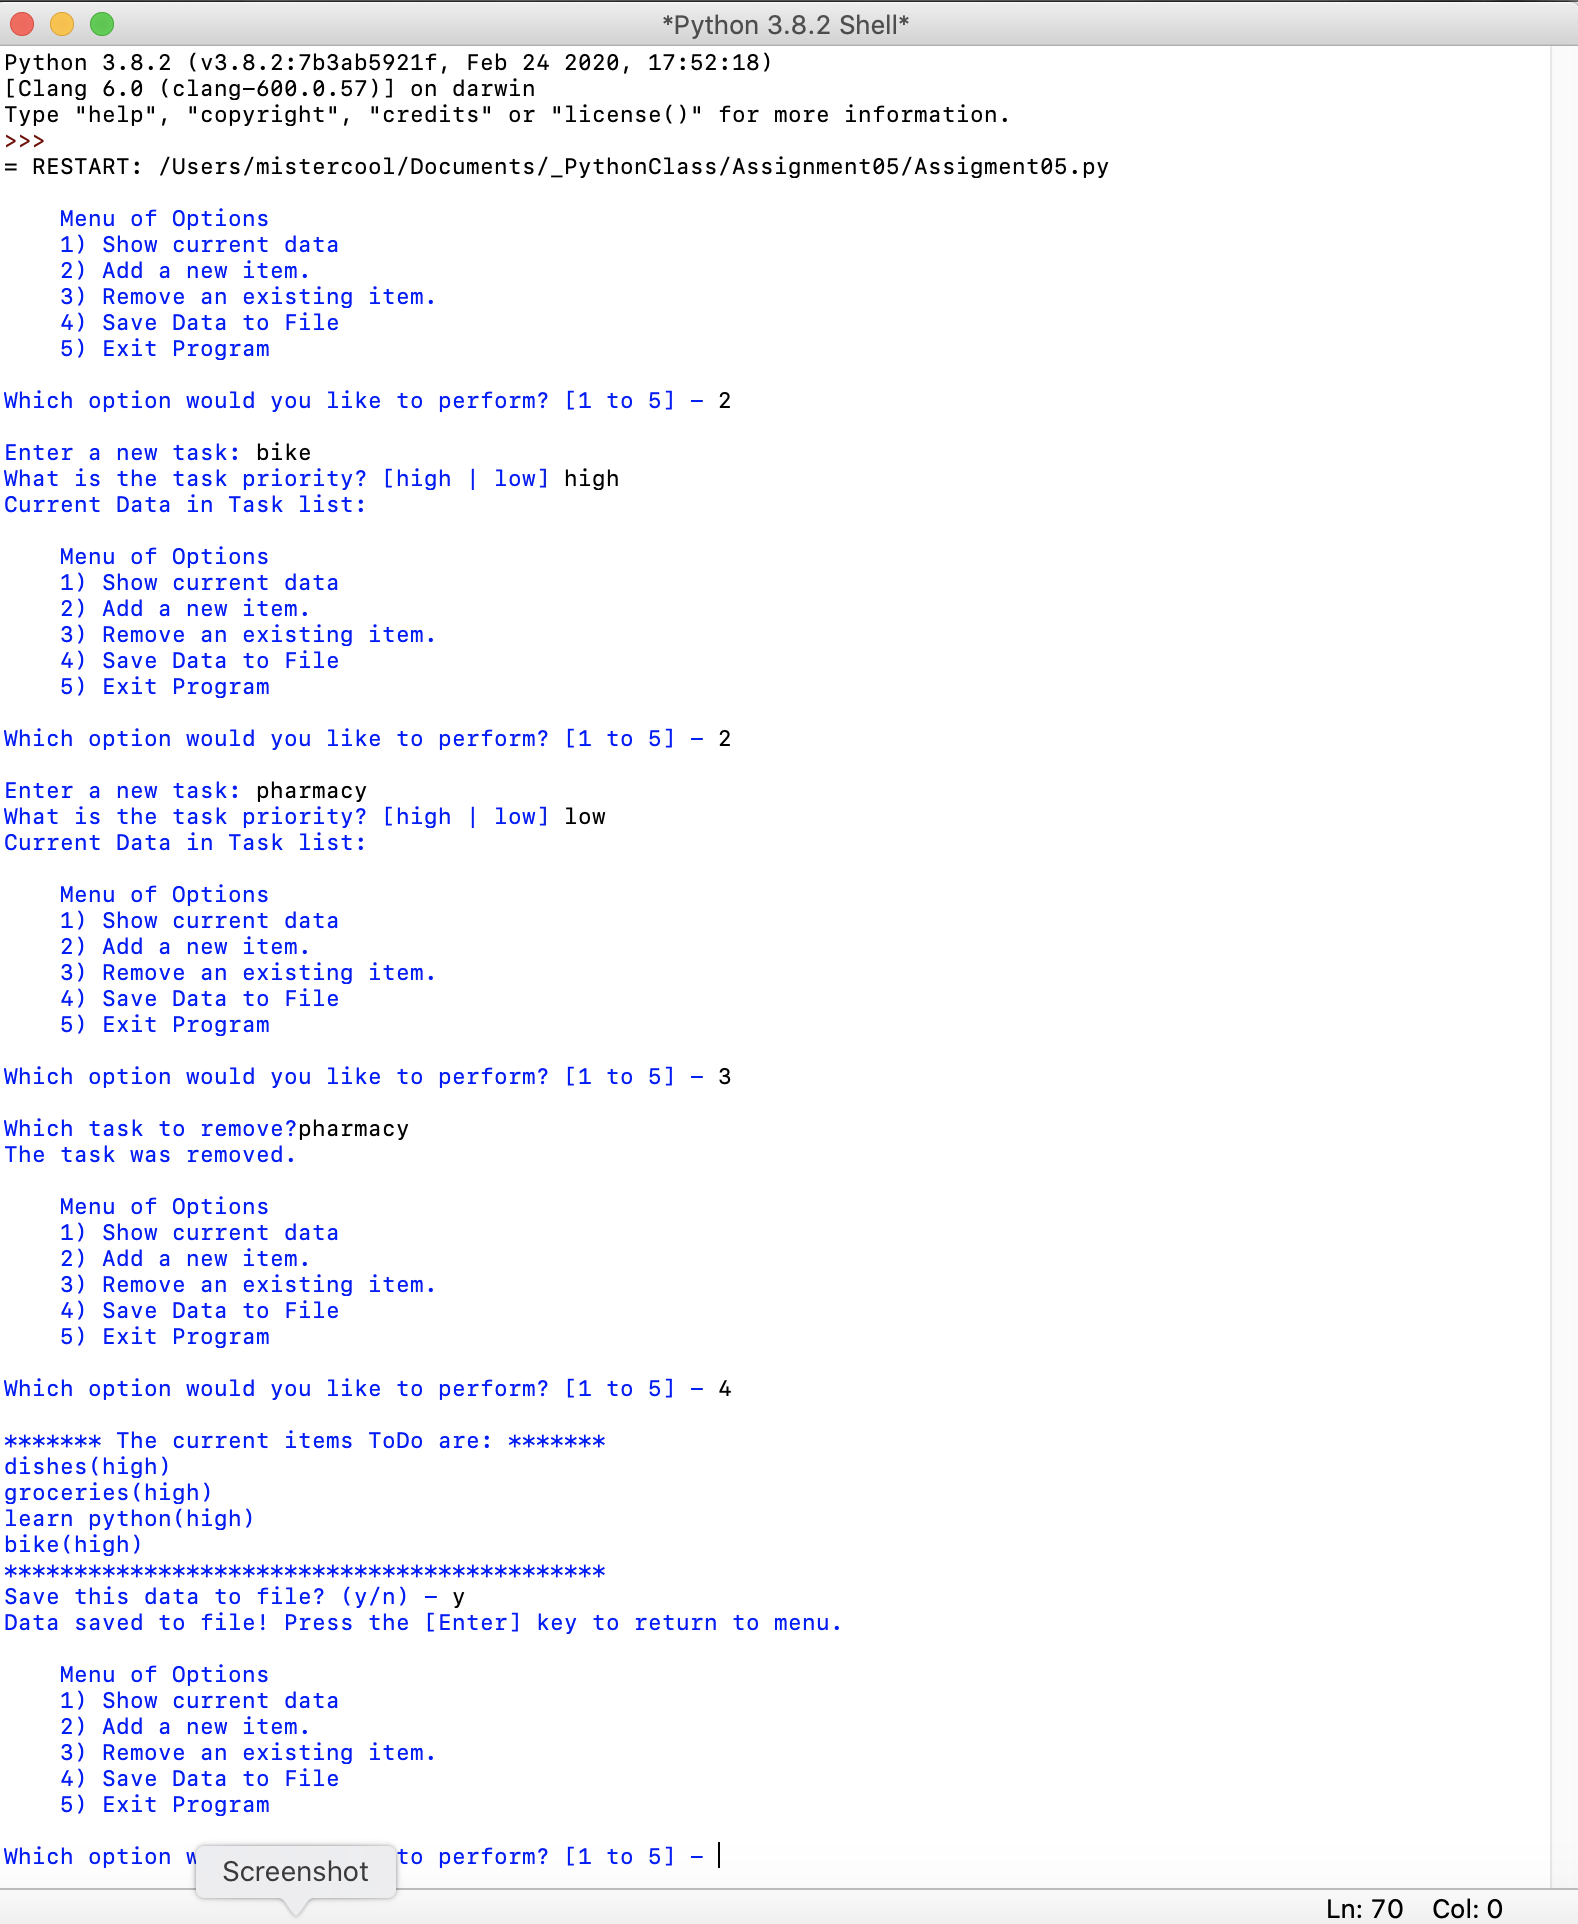 *Python 3.8.2 Shell*
Python 3.8.2 (v3.8.2:7b3ab5921f, Feb 24 2020, 17:52:18)
[Clang 6.0 (clang-600.0.57)] on darwin
Type "help", "copyright", "credits" or "license()" for more information.
>>>
= RESTART: /Users/mistercool/Documents/_PythonClass/Assignment05/Assigment05.py

    Menu of Options
    1) Show current data
    2) Add a new item.
    3) Remove an existing item.
    4) Save Data to File
    5) Exit Program

Which option would you like to perform? [1 to 5] - 2

Enter a new task: bike
What is the task priority? [high | low] high
Current Data in Task list:

    Menu of Options
    1) Show current data
    2) Add a new item.
    3) Remove an existing item.
    4) Save Data to File
    5) Exit Program

Which option would you like to perform? [1 to 5] - 2

Enter a new task: pharmacy
What is the task priority? [high | low] low
Current Data in Task list:

    Menu of Options
    1) Show current data
    2) Add a new item.
    3) Remove an existing item.
    4) Save Data to File
    5) Exit Program

Which option would you like to perform? [1 to 5] - 3

Which task to remove?pharmacy
The task was removed.

    Menu of Options
    1) Show current data
    2) Add a new item.
    3) Remove an existing item.
    4) Save Data to File
    5) Exit Program

Which option would you like to perform? [1 to 5] - 4

******* The current items ToDo are: *******
dishes(high)
groceries(high)
learn python(high)
bike(high)
*******************************************
Save this data to file? (y/n) - y
Data saved to file! Press the [Enter] key to return to menu.

    Menu of Options
    1) Show current data
    2) Add a new item.
    3) Remove an existing item.
    4) Save Data to File
    5) Exit Program

Which option to perform? [1 to 5] -
Screenshot
Ln: 70 Col: 0